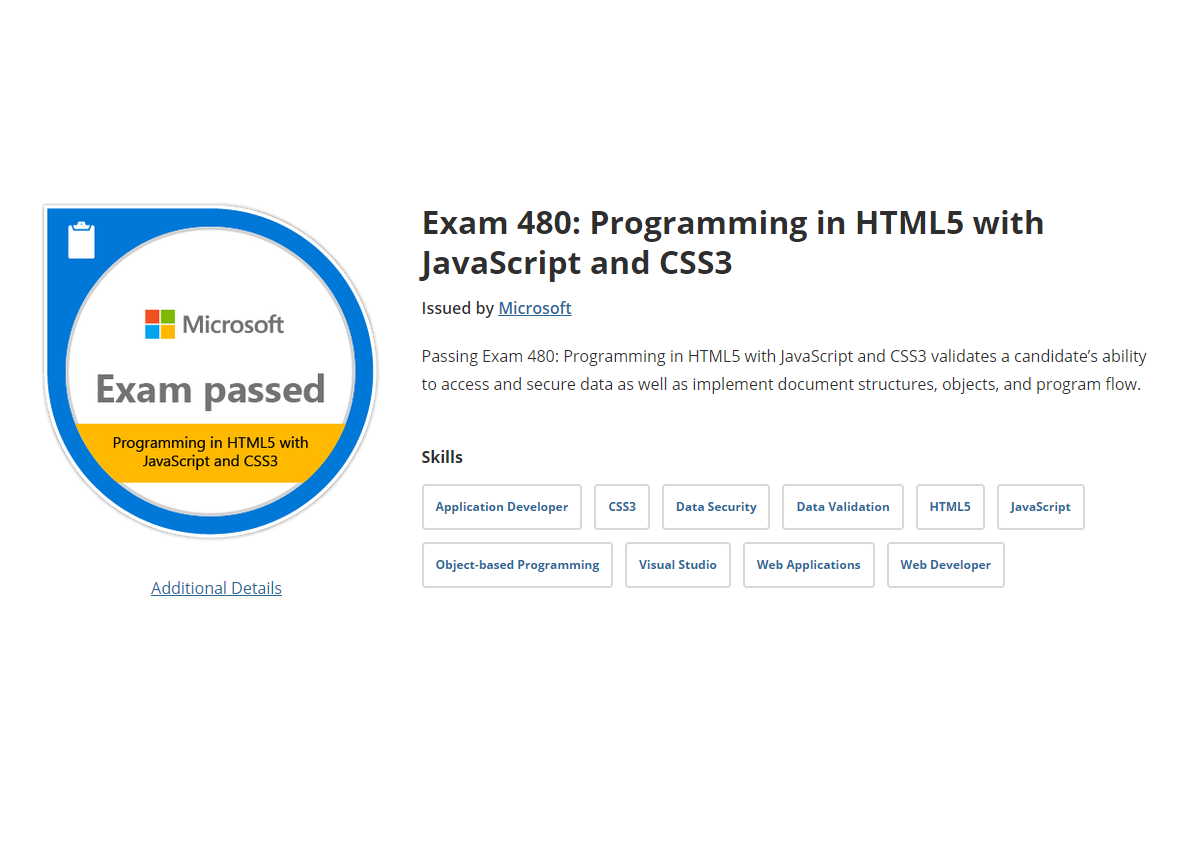 Microsoft
Exam passed
Programming in HTML5 with
JavaScript and CSS3
Additional Details
Exam 480: Programming in HTML5 with
JavaScript and CSS3
Issued by Microsoft
Passing Exam 480: Programming in HTML5 with JavaScript and CSS3 validates a candidate’s ability
to access and secure data as well as implement document structures, objects, and program flow.
Skills
Application Developer CSS3 Data Security Data Validation HTML5 JavaScript
Object-based Programming Visual Studio Web Applications Web Developer